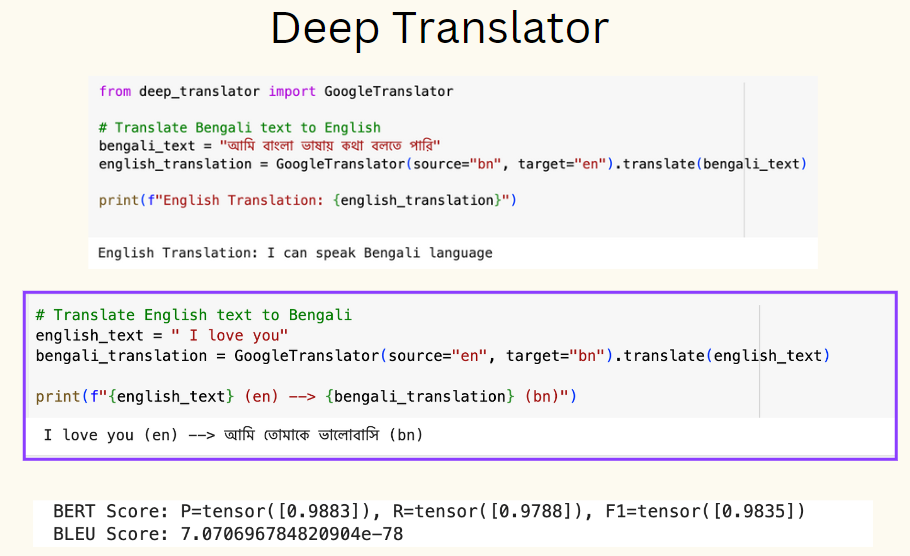 Deep Translator
from deep_translator import GoogleTranslator
# Translate Bengali text to English
bengali_text = "আমি বাংলা ভাষায় কথা বলতে পারি"
english_translation = GoogleTranslator(source="bn", target="en").translate(bengali_text)
print(f"English Translation: {english_translation}")
English Translation: I can speak Bengali language
# Translate English text to Bengali
english_text = " I love you"
bengali_translation = GoogleTranslator(source="en", target="bn").translate(english_text)
print(f"{english_text} (en) --> {bengali_translation} (bn)")
I love you (en) --> আমি তোমাকে ভালোবাসি (bn)
BERT Score: P=tensor([0.9883]), R=tensor([0.9788]), F1=tensor([0.9835])
BLEU Score: 7.070696784820904e-78